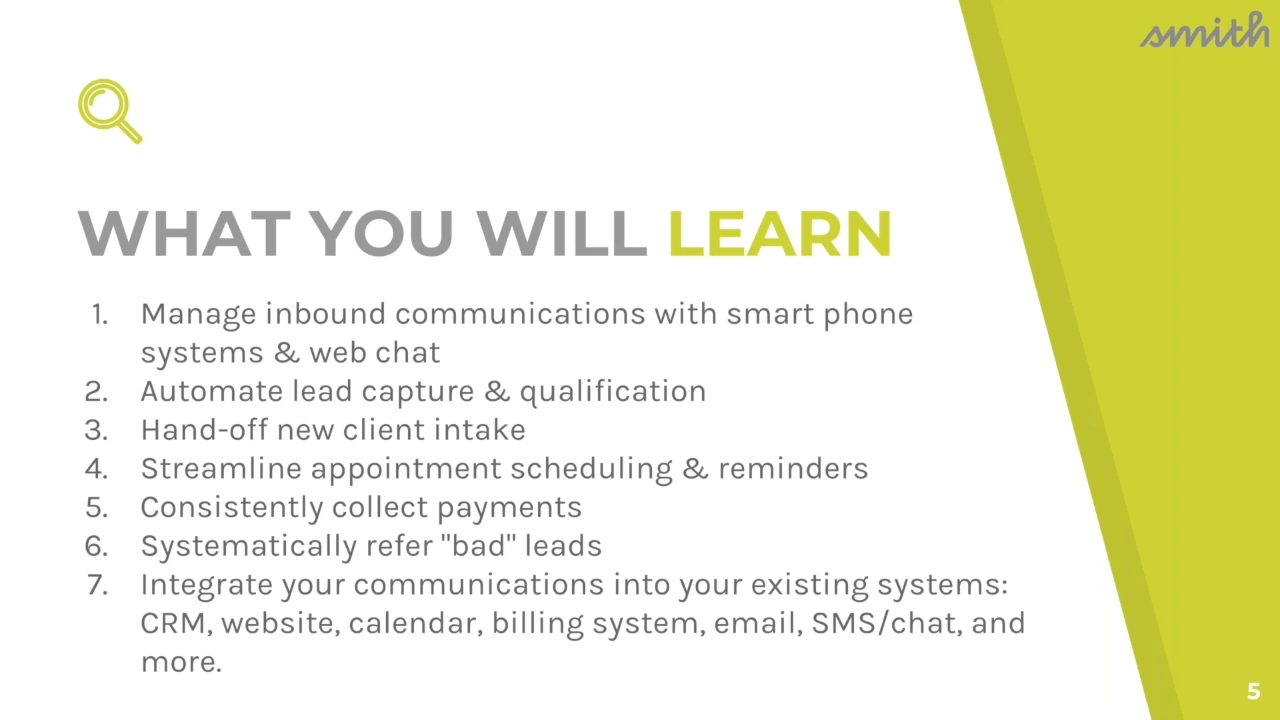 smith
WHAT YOU WILL LEARN
1. Manage inbound communications with smart phone
systems & web chat
2. Automate lead capture & qualification
3. Hand-off new client intake
4. Streamline appointment scheduling & reminders
5. Consistently collect payments
6. Systematically refer "bad" leads
7. Integrate your communications into your existing systems:
CRM, website, calendar, billing system, email, SMS/chat, and
more.
5